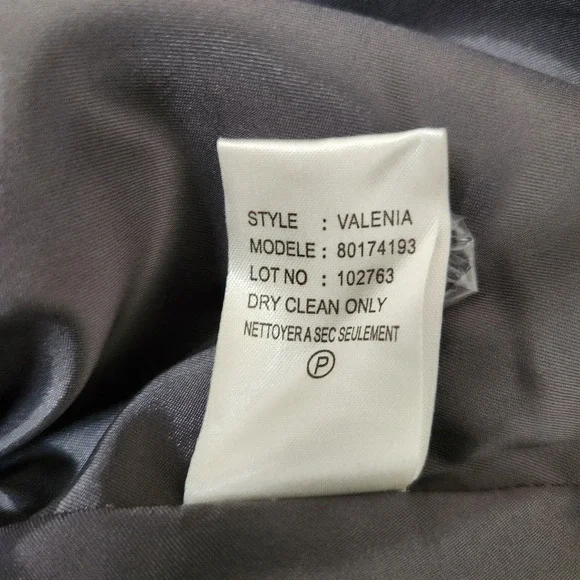 STYLE : VALENIA
MODELE : 80174193
LOT NO : 102763
DRY CLEAN ONLY
NETTOYER A SEC SEULEMENT
P